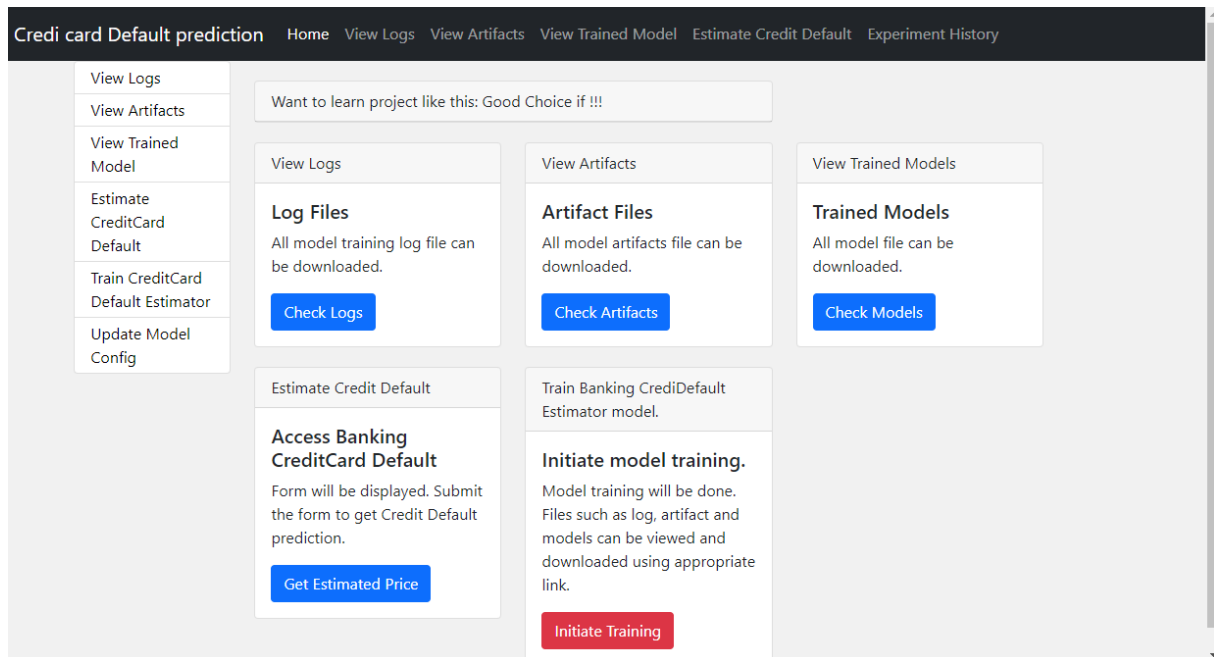 Credi card Default prediction Home View Logs View Artifacts View Trained Model Estimate Credit Default Experiment History
View Logs
View Artifacts
View Trained
Model
Estimate
CreditCard
Default
Train CreditCard
Default Estimator
Update Model
Config
Want to learn project like this: Good Choice if !!!
View Logs
Log Files
All model training log file can
be downloaded.
Check Logs
View Artifacts
Artifact Files
All model artifacts file can be
downloaded.
Check Artifacts
View Trained Models
Trained Models
All model file can be
downloaded.
Check Models
Estimate Credit Default
Access Banking
CreditCard Default
Form will be displayed. Submit
the form to get Credit Default
prediction.
Get Estimated Price
Train Banking CrediDefault
Estimator model.
Initiate model training.
Model training will be done.
Files such as log, artifact and
models can be viewed and
downloaded using appropriate
link.
Initiate Training